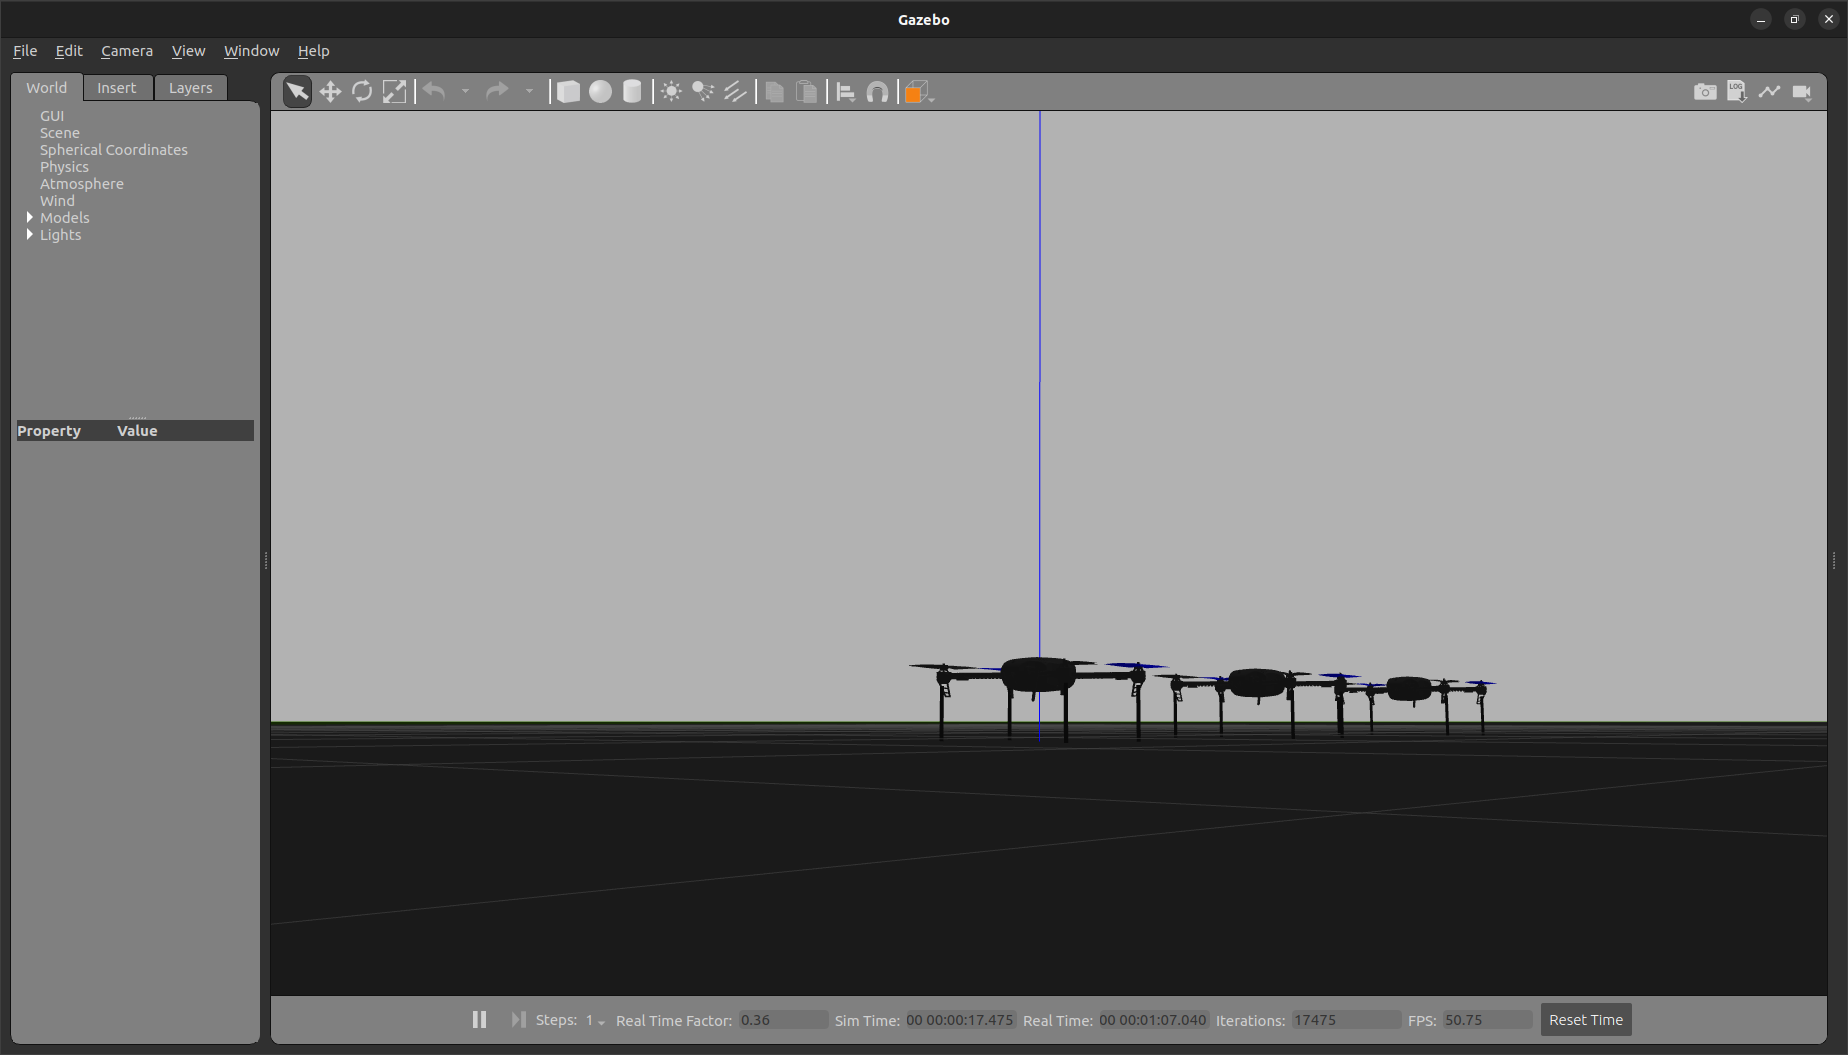 Gazebo
File Edit Camera View Window Help
World Insert Layers
GUI
Scene
Spherical Coordinates
Physics
Atmosphere
Wind
Models
Lights
Property Value
LOG
Steps: 1 Real Time Factor: 0.36 Sim Time: 00 00:00:17.475 Real Time: 00 00:01:07.040 Iterations: 17475 FPS: 50.75 Reset Time